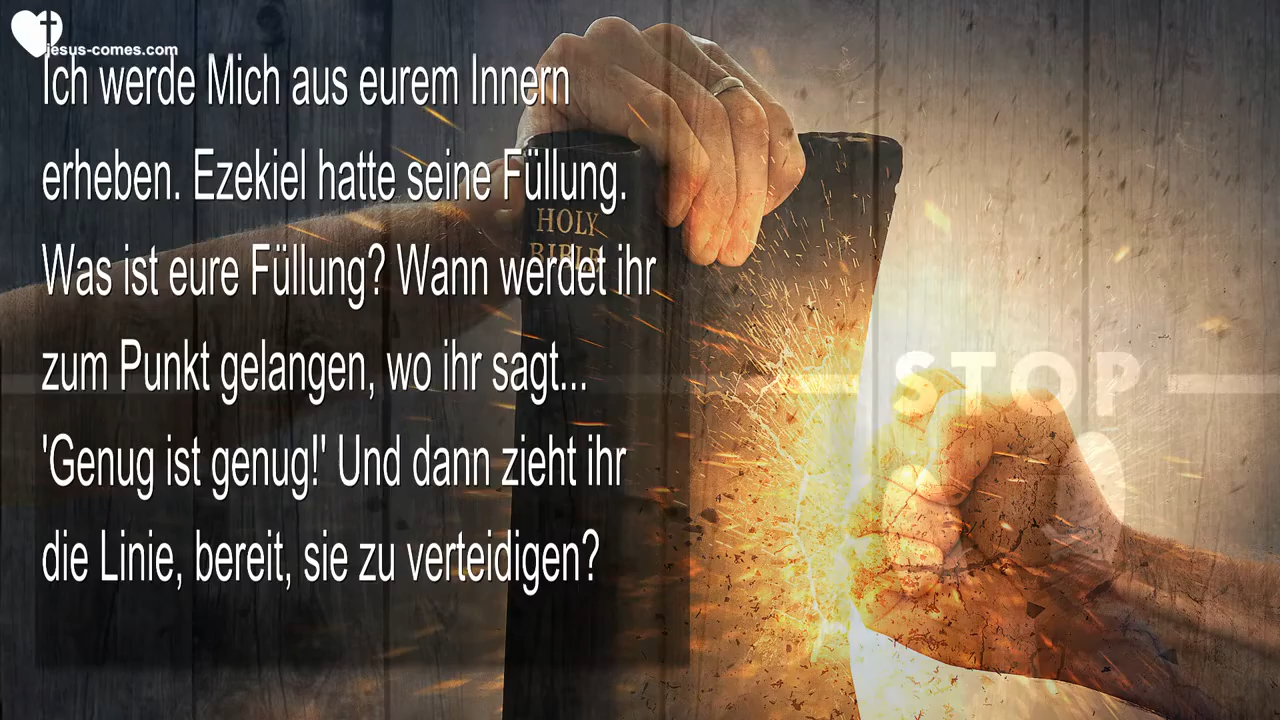 jesus-comes.com
Ich werde Mich aus eurem Innern
erheben. Ezekiel hatte seine Füllung.
HOLY
BIBLE
Was ist eure Füllung? Wann werdet ihr
zum Punkt gelangen, wo ihr sagt...
STOP
'Genug ist genug!' Und dann zieht ihr
die Linie, bereit, sie zu verteidigen?